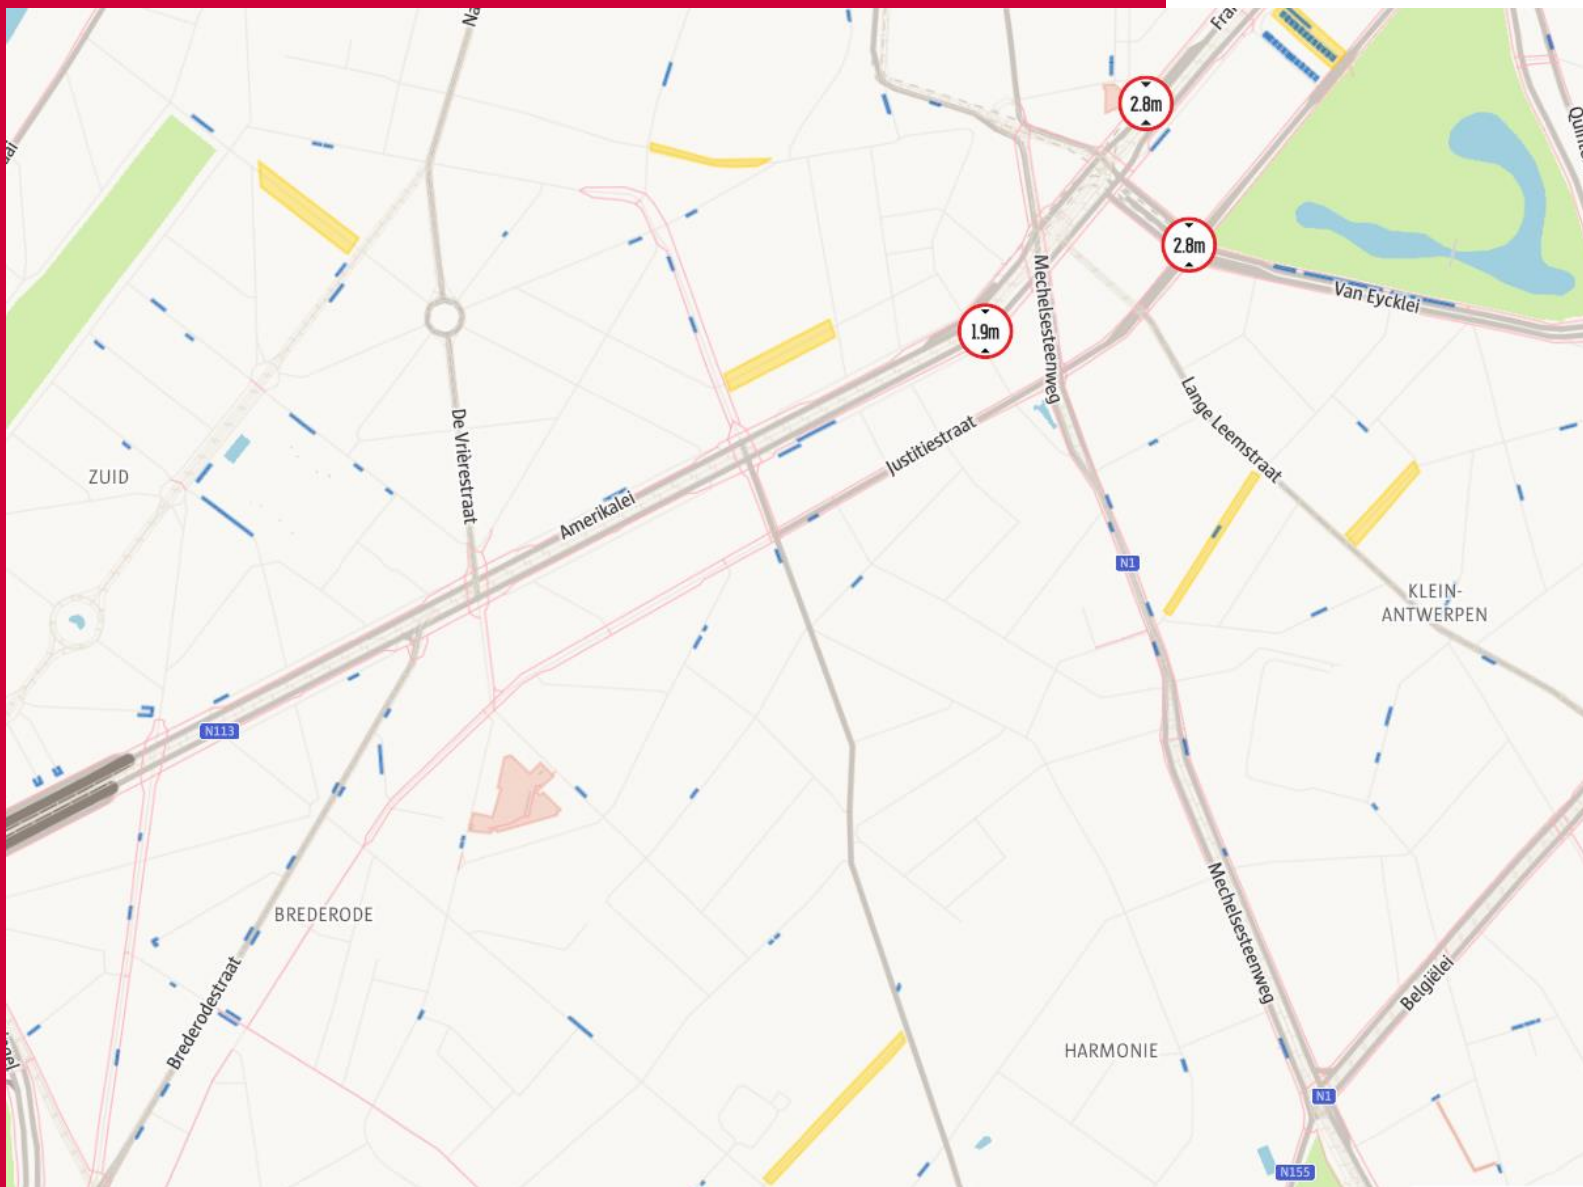 2.8m
2.8m
Van Eycklei
1.9m
Mechelsesteenweg
Lange Leemstraat
De Vrièrestraat
Justitiestraat
ZUID
Amerikalei
N1
KLEIN-
ANTWERPEN
N113
BREDERODE
Mechelsesteenweg
Brederodestraat
Belgiëlei
HARMONIE
N1
N155